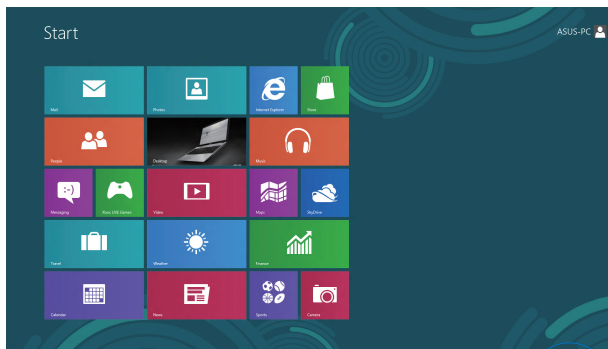 Start
ASUS-PC
Mail
Photos
Internet Explorer
Store
People
Desktop
Music
Messaging
Xbox LIVE Games
Video
Maps
SkyDrive
Travel
Weather
Finance
Calendar
News
Sports
Camera